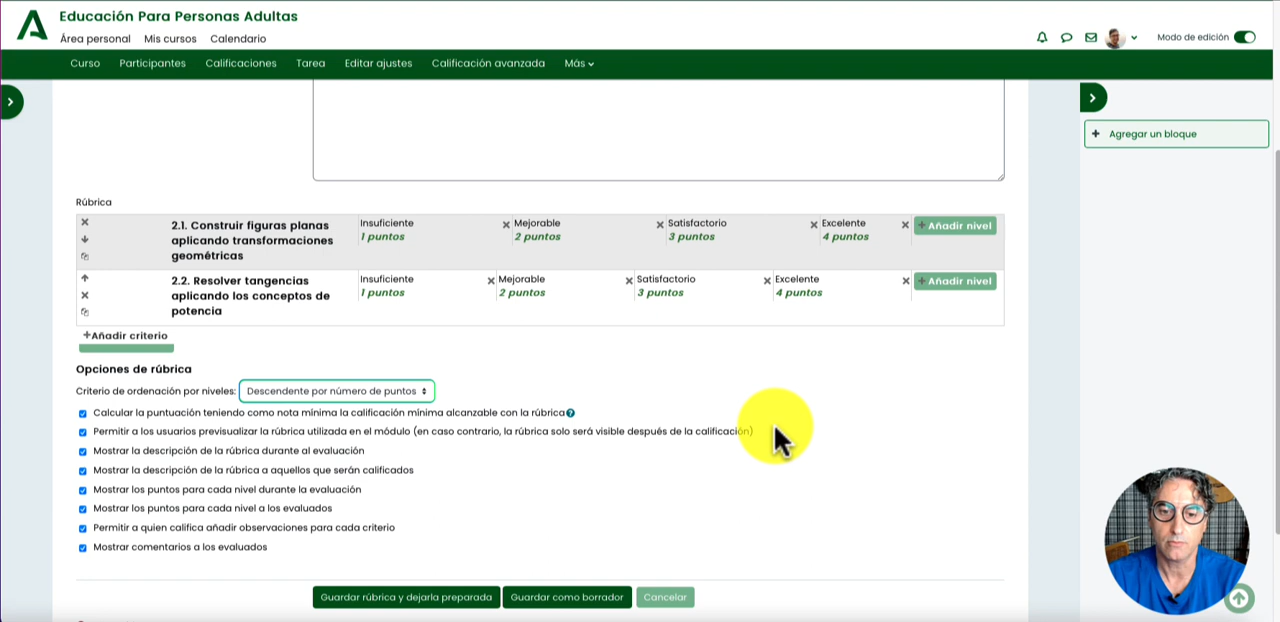 Educación Para Personas Adultas
Área personal Mis cursos Calendario
Modo de edición
Curso Participantes Calificaciones Tarea Editar ajustes Calificación avanzada Más
Agregar un bloque
Rúbrica
2.1. Construir figuras planas aplicando transformaciones geométricas
Insuficiente 1 puntos
Mejorable 2 puntos
Satisfactorio 3 puntos
Excelente 4 puntos
+ Añadir nivel
2.2. Resolver tangencias aplicando los conceptos de potencia
Insuficiente 1 puntos
Mejorable 2 puntos
Satisfactorio 3 puntos
Excelente 4 puntos
+ Añadir nivel
+Añadir criterio
Opciones de rúbrica
Criterio de ordenación por niveles: Descendente por número de puntos
Calcular la puntuación teniendo como nota mínima la calificación mínima alcanzable con la rúbrica
Permitir a los usuarios previsualizar la rúbrica utilizada en el módulo (en caso contrario, la rúbrica solo será visible después de la calificación)
Mostrar la descripción de la rúbrica durante al evaluación
Mostrar la descripción de la rúbrica a aquellos que serán calificados
Mostrar los puntos para cada nivel durante la evaluación
Mostrar los puntos para cada nivel a los evaluados
Permitir a quien califica añadir observaciones para cada criterio
Mostrar comentarios a los evaluados
Guardar rúbrica y dejarla preparada Guardar como borrador Cancelar